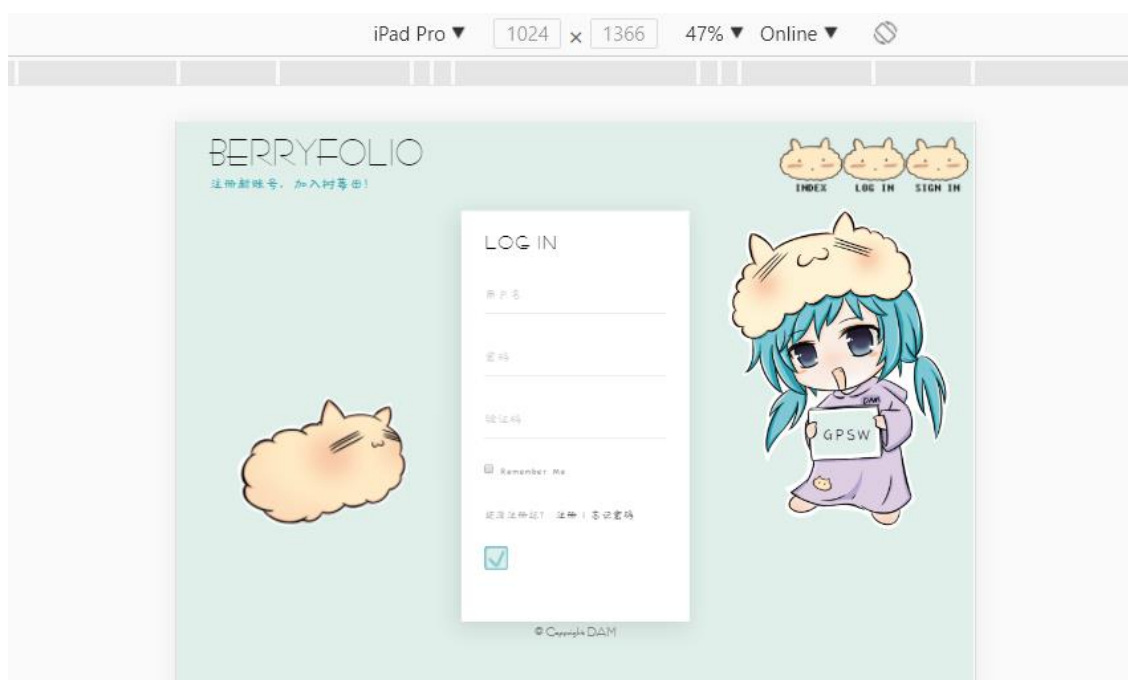 iPad Pro ▼ 1024 × 1366 47% ▼ Online ▼
BERRYFOLIO
注册新账号，加入树莓田!
INDEX LOG IN SIGN IN
LOG IN
用户名
密码
验证码
Remember Me
还没注册过? 注册 | 忘记密码
DAM
GPSW
© Copyright DAM